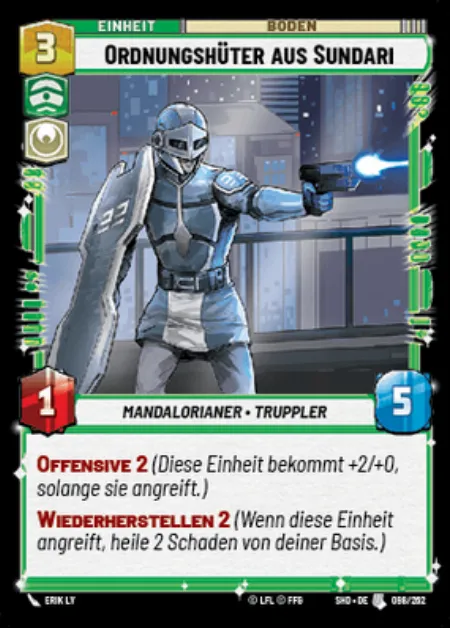 EINHEIT BODEN
3
ORDNUNGSHÜTER AUS SUNDARI
33
1
MANDALORIANER • TRUPPLER
5
OFFENSIVE 2 (Diese Einheit bekommt +2/+0,
solange sie angreift.)
WIEDERHERSTELLEN 2 (Wenn diese Einheit
angreift, heile 2 Schaden von deiner Basis.)
ERIK LY
© LFL © FFG
SHD • DE
098/262